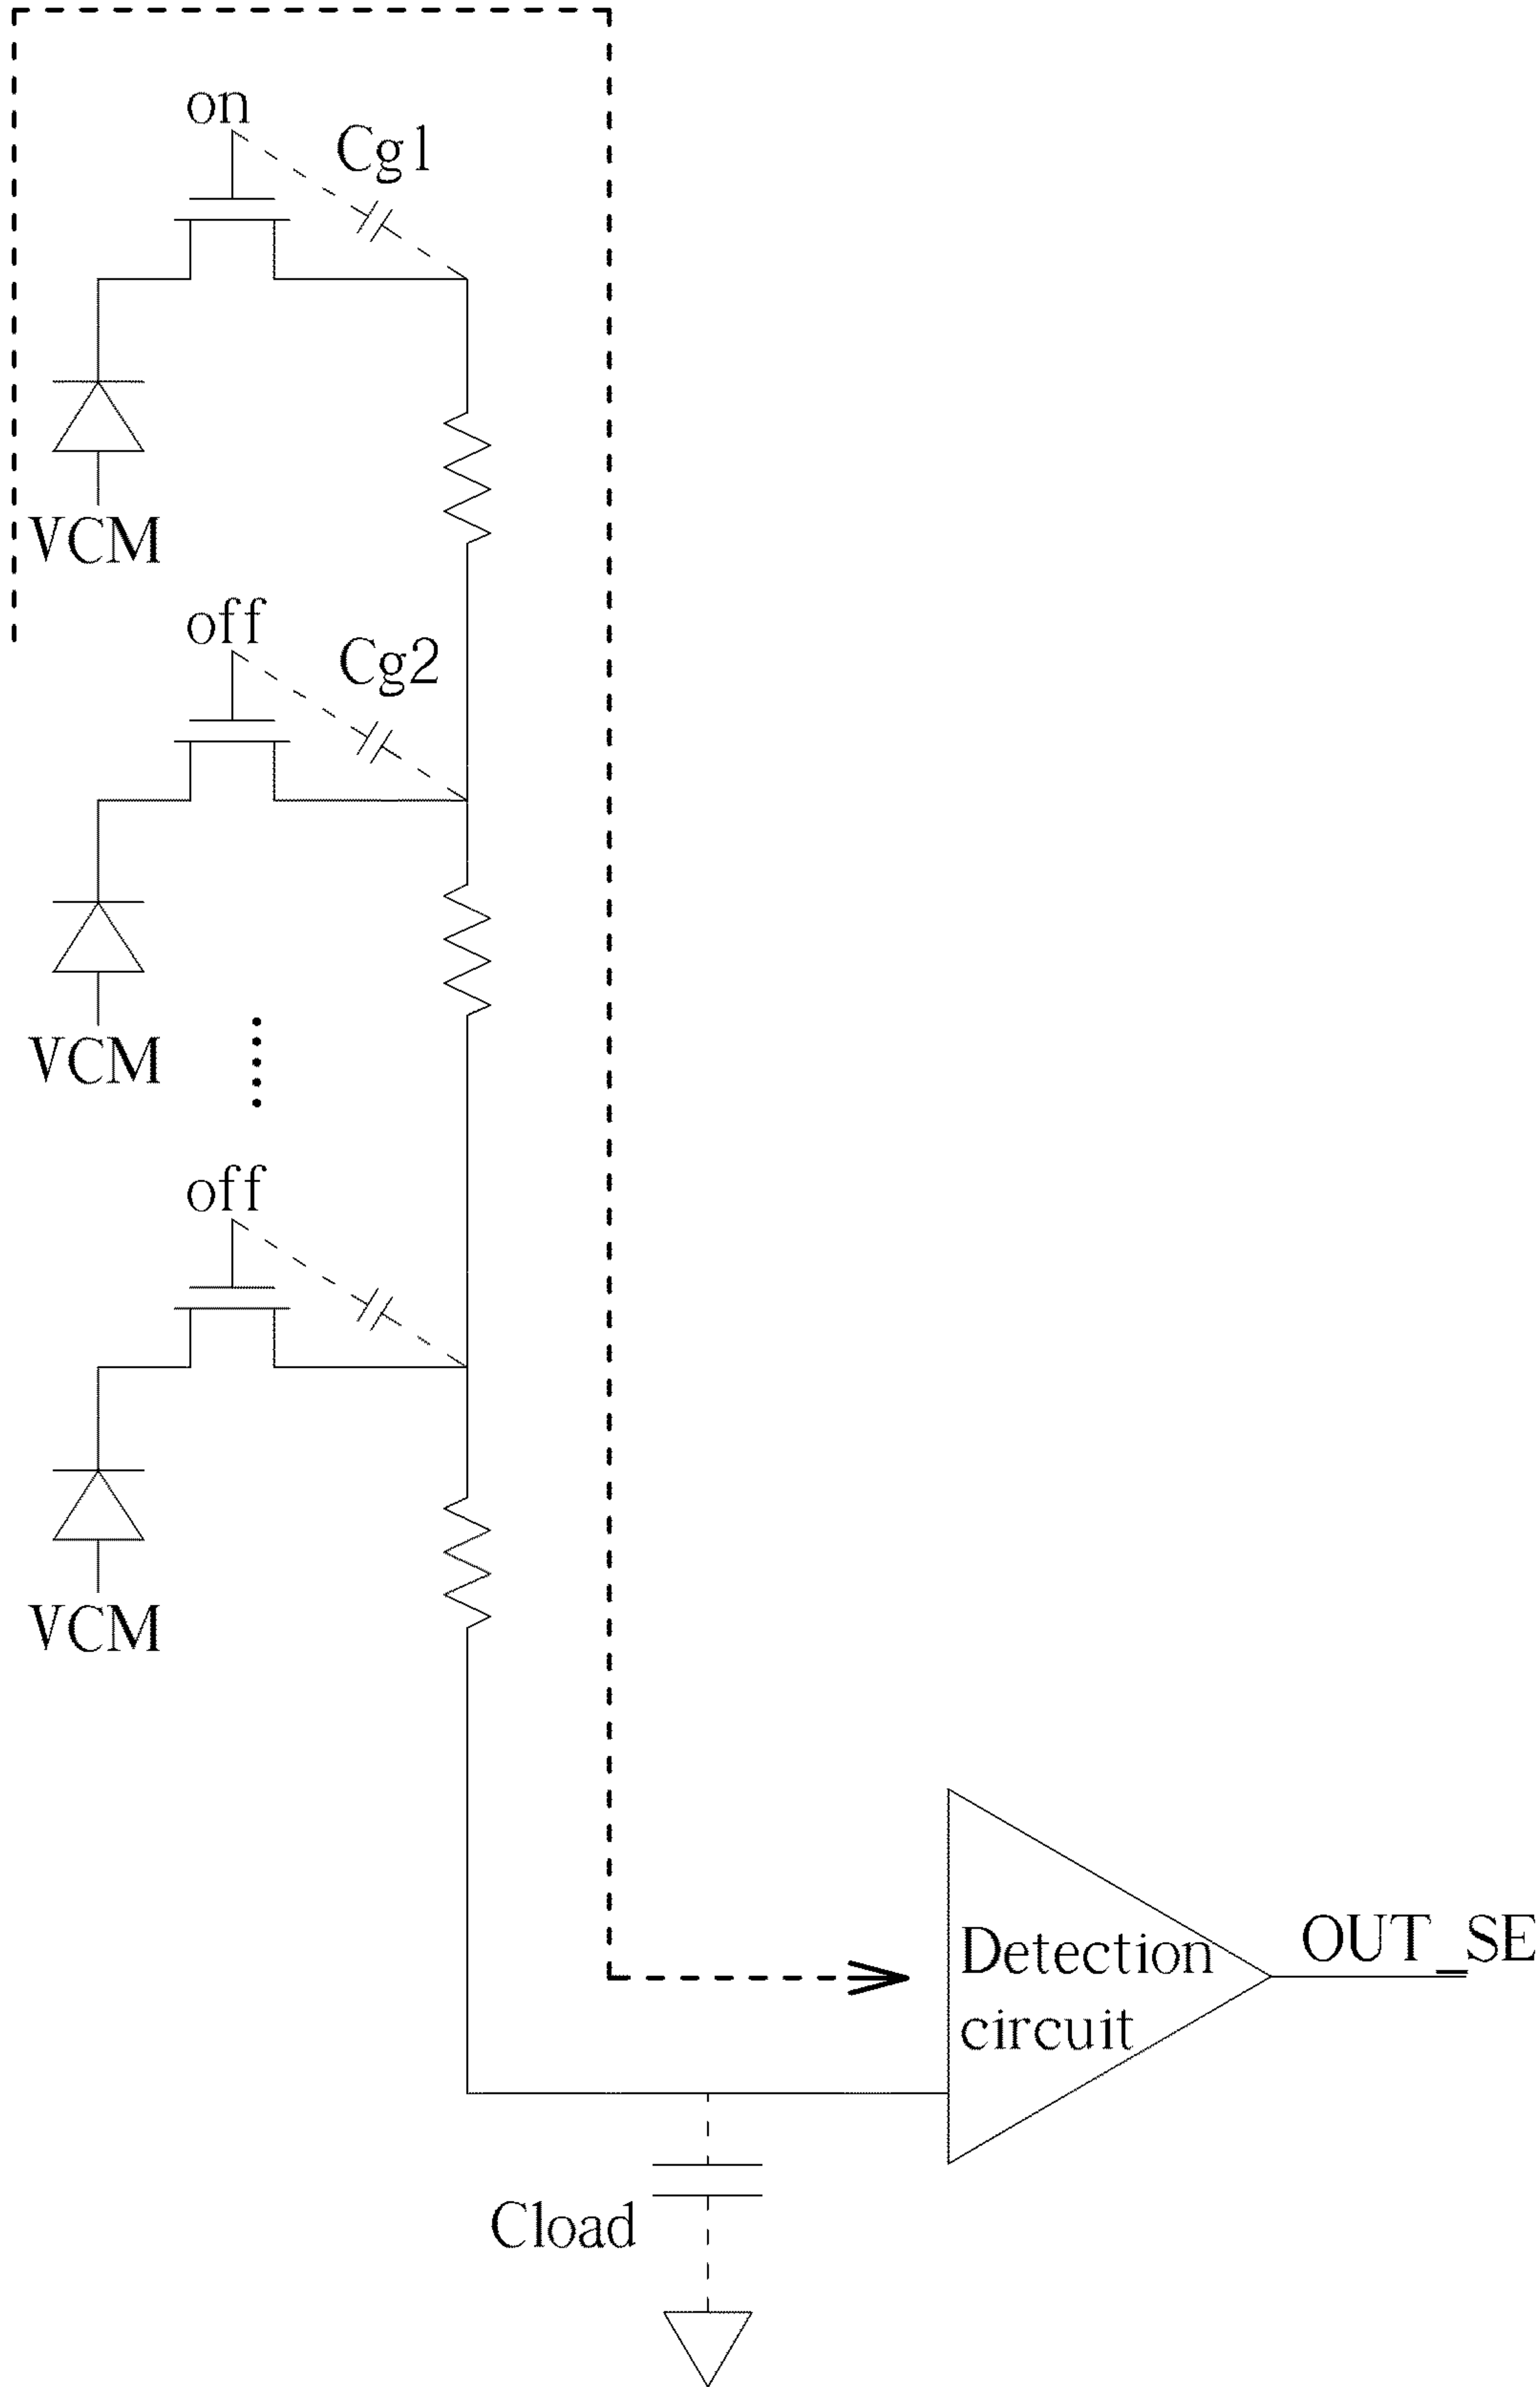 on
Cg1
VCM
off
Cg2
VCM
off
VCM
Detection
circuit
OUT_SE
Cload